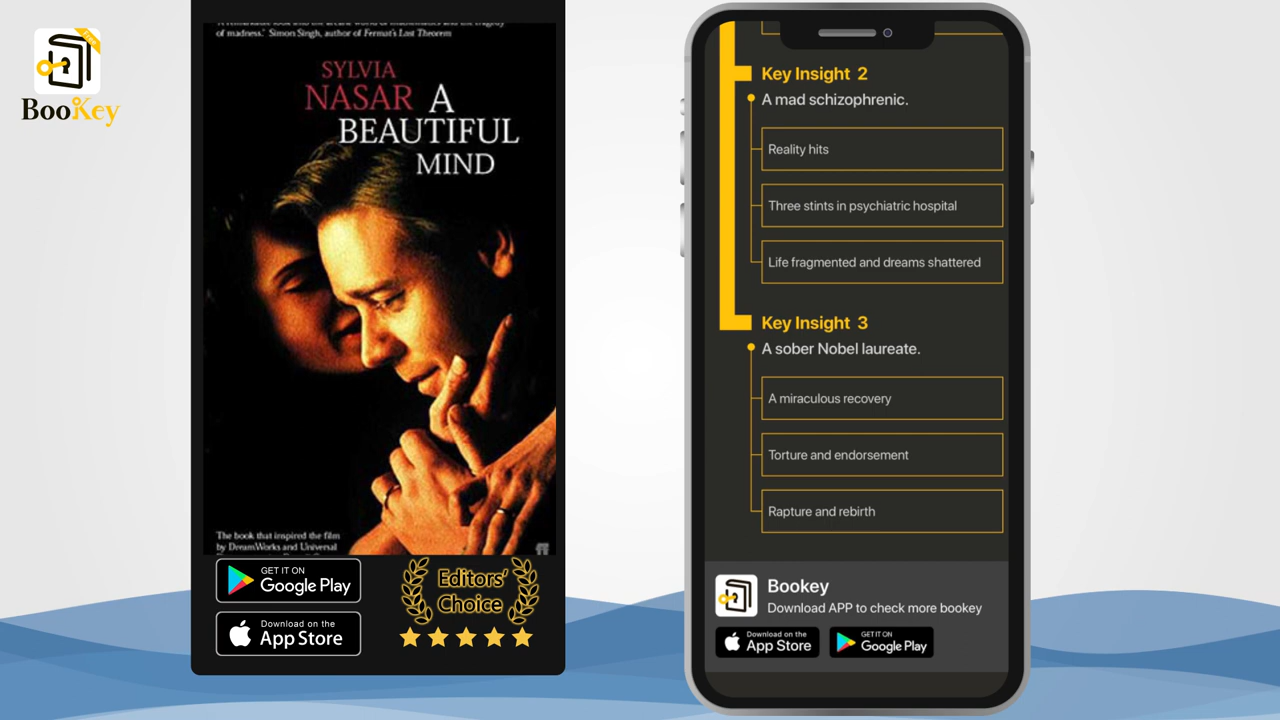 Free
BooKey
'A remarkable look into the arcane world of mathematics and the tragedy
of madness.' Simon Singh, author of Fermat's Last Theorem
SYLVIA
NASAR A
BEAUTIFUL
MIND
The book that inspired the film
by DreamWorks and Universal
ff
GET IT ON
Google Play
Download on the
App Store
Editors'
Choice
Key Insight 2
A mad schizophrenic.
Reality hits
Three stints in psychiatric hospital
Life fragmented and dreams shattered
Key Insight 3
A sober Nobel laureate.
A miraculous recovery
Torture and endorsement
Rapture and rebirth
Bookey
Download APP to check more bookey
Download on the
App Store
GET IT ON
Google Play